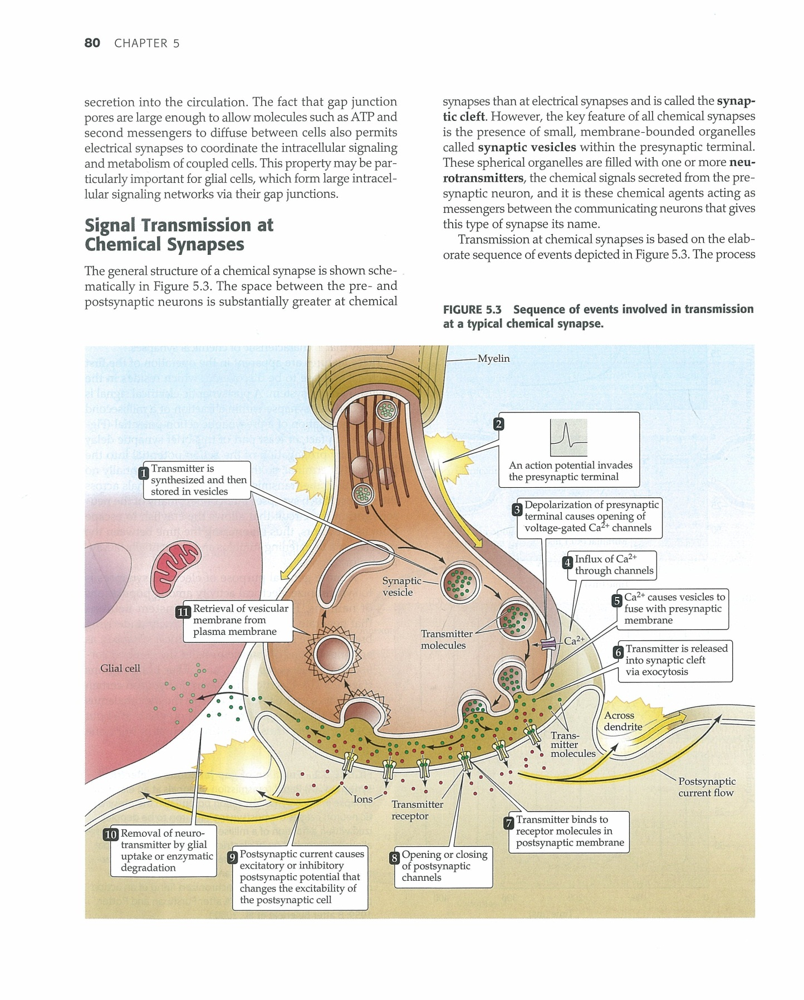 80 CHAPTER 5
secretion into the circulation. The fact that gap junction
pores are large enough to allow molecules such as ATP and
second messengers to diffuse between cells also permits
electrical synapses to coordinate the intracellular signaling
and metabolism of coupled cells. This property may be par-
ticularly important for glial cells, which form large intracel-
lular signaling networks via their gap junctions.
Signal Transmission at
Chemical Synapses
The general structure of a chemical synapse is shown sche-
matically in Figure 5.3. The space between the pre- and
postsynaptic neurons is substantially greater at chemical
synapses than at electrical synapses and is called the synap-
tic cleft. However, the key feature of all chemical synapses
is the presence of small, membrane-bounded organelles
called synaptic vesicles within the presynaptic terminal.
These spherical organelles are filled with one or more neu-
rotransmitters, the chemical signals secreted from the pre-
synaptic neuron, and it is these chemical agents acting as
messengers between the communicating neurons that gives
this type of synapse its name.
Transmission at chemical synapses is based on the elab-
orate sequence of events depicted in Figure 5.3. The process
FIGURE 5.3 Sequence of events involved in transmission
at a typical chemical synapse.
Myelin
1 Transmitter is
synthesized and then
stored in vesicles
2
An action potential invades
the presynaptic terminal
3 Depolarization of presynaptic
terminal causes opening of
voltage-gated Ca²⁺ channels
4 Influx of Ca²⁺
through channels
Synaptic
vesicle
5 Ca²⁺ causes vesicles to
fuse with presynaptic
membrane
11 Retrieval of vesicular
membrane from
plasma membrane
Transmitter
molecules
Ca²⁺
6 Transmitter is released
into synaptic cleft
via exocytosis
Glial cell
Across
dendrite
Trans-
mitter
molecules
Postsynaptic
current flow
Ions
Transmitter
receptor
7 Transmitter binds to
receptor molecules in
postsynaptic membrane
10 Removal of neuro-
transmitter by glial
uptake or enzymatic
degradation
9 Postsynaptic current causes
excitatory or inhibitory
postsynaptic potential that
changes the excitability of
the postsynaptic cell
8 Opening or closing
of postsynaptic
channels